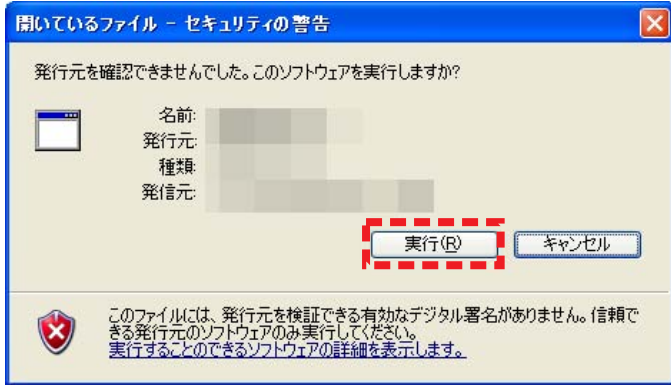 開いているファイル - セキュリティの警告
発行元を確認できませんでした。このソフトウェアを実行しますか?
名前:
発行元:
種類:
発信元:
実行(R)
キャンセル
このファイルには、発行元を検証できる有効なデジタル署名がありません。信頼で
きる発行元のソフトウェアのみ実行してください。
実行することのできるソフトウェアの詳細を表示します。